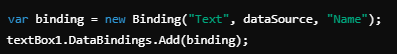 var binding = new Binding("Text", dataSource, "Name");
textBox1.DataBindings.Add(binding);